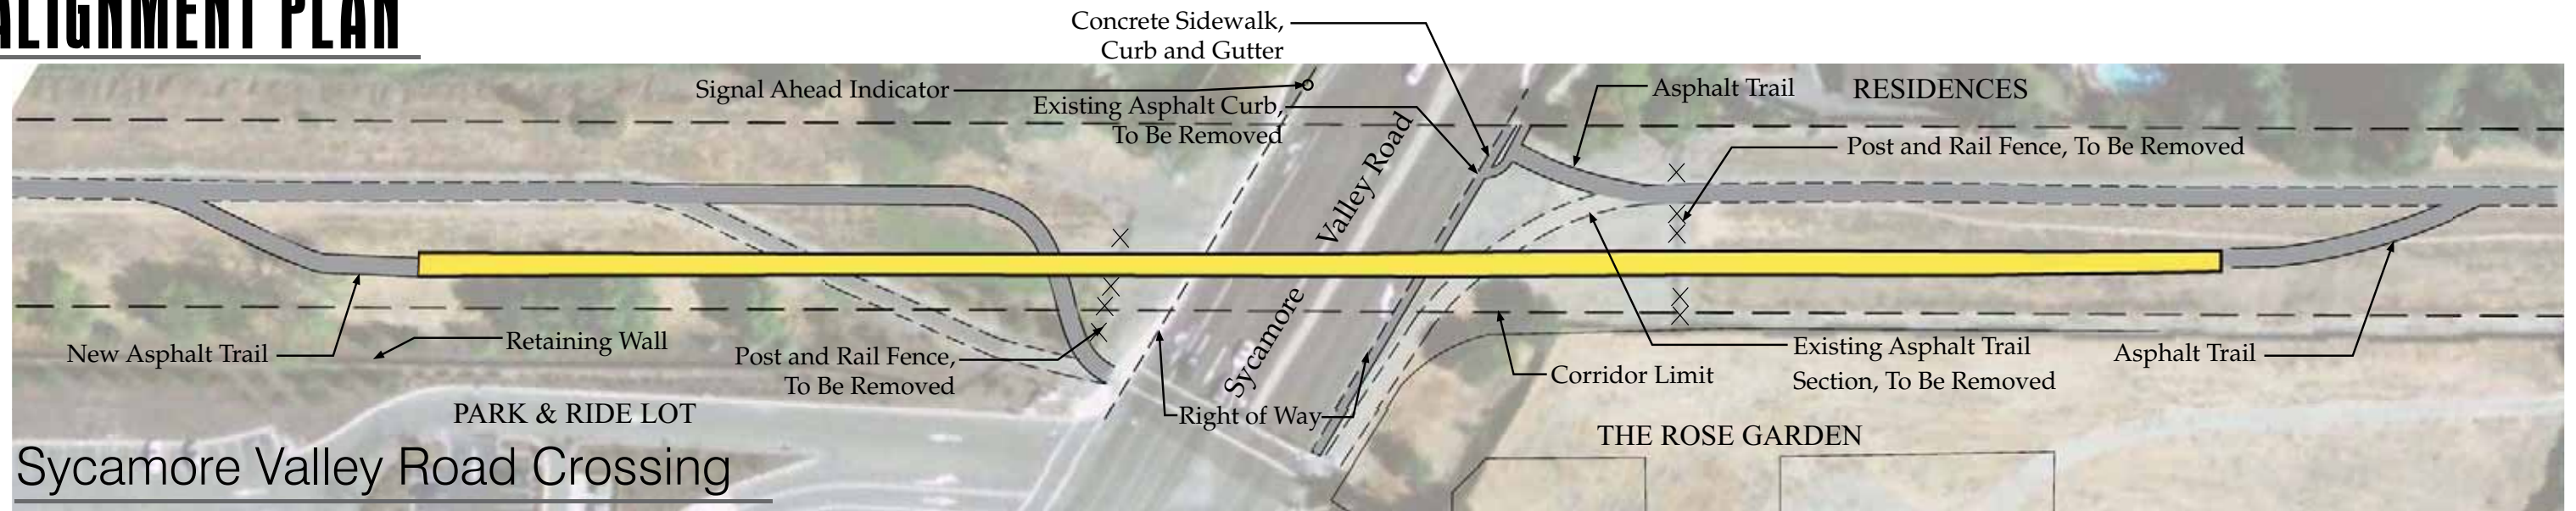 ALIGNMENT PLAN
Concrete Sidewalk,
Curb and Gutter
Signal Ahead Indicator
Existing Asphalt Curb,
To Be Removed
Asphalt Trail
RESIDENCES
Post and Rail Fence, To Be Removed
Sycamore Valley Road
New Asphalt Trail
Retaining Wall
Post and Rail Fence,
To Be Removed
Right of Way
Corridor Limit
Existing Asphalt Trail
Section, To Be Removed
Asphalt Trail
PARK & RIDE LOT
THE ROSE GARDEN
Sycamore Valley Road Crossing